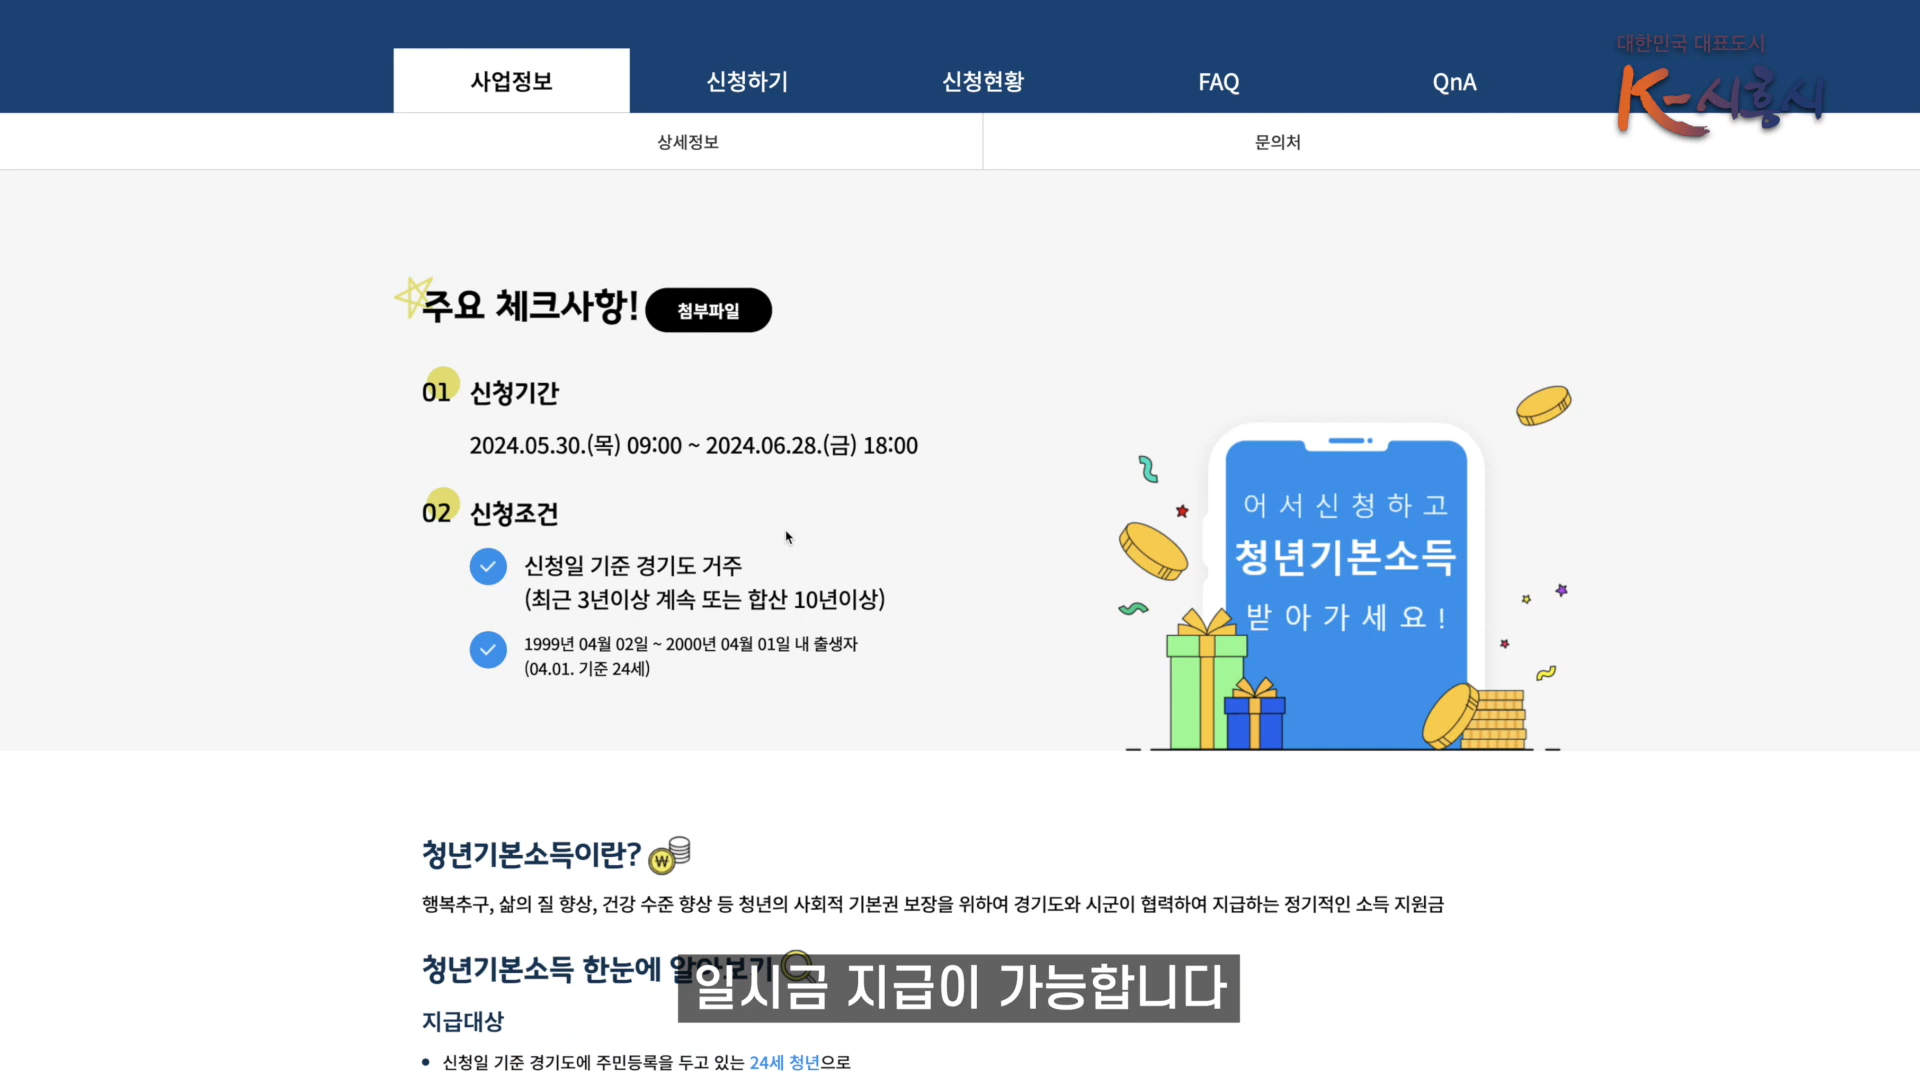 대한민국 대표도시
K-시흥시
사업정보
신청하기
신청현황
FAQ
QnA
상세정보
문의처
주요 체크사항!
첨부파일
01 신청기간
2024.05.30.(목) 09:00 ~ 2024.06.28.(금) 18:00
02 신청조건
신청일 기준 경기도 거주
(최근 3년이상 계속 또는 합산 10년이상)
1999년 04월 02일 ~ 2000년 04월 01일 내 출생자
(04.01. 기준 24세)
어서신청하고
청년기본소득
받아가세요!
청년기본소득이란?
행복추구, 삶의 질 향상, 건강 수준 향상 등 청년의 사회적 기본권 보장을 위하여 경기도와 시군이 협력하여 지급하는 정기적인 소득 지원금
청년기본소득 한눈에 알아보기
일시금 지급이 가능합니다
지급대상
신청일 기준 경기도에 주민등록을 두고 있는 24세 청년으로